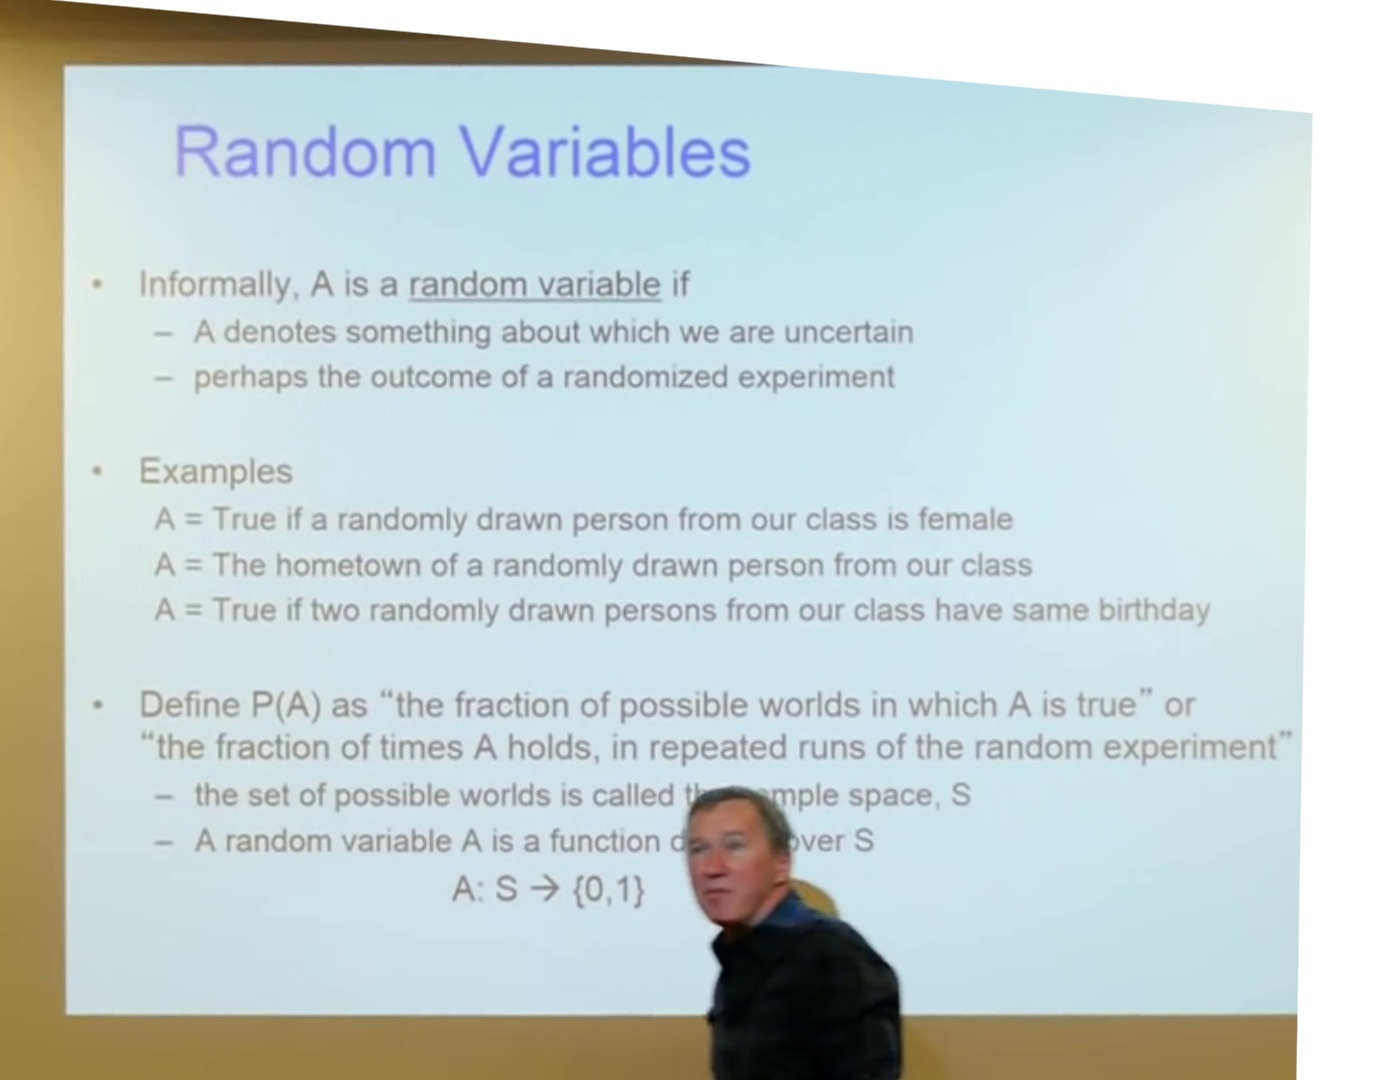 Random Variables
• Informally, A is a random variable if
– A denotes something about which we are uncertain
– perhaps the outcome of a randomized experiment
• Examples
A = True if a randomly drawn person from our class is female
A = The hometown of a randomly drawn person from our class
A = True if two randomly drawn persons from our class have same birthday
• Define P(A) as “the fraction of possible worlds in which A is true” or
“the fraction of times A holds, in repeated runs of the random experiment”
– the set of possible worlds is called space, S
– A random variable A is a function over S
A: S → {0,1}